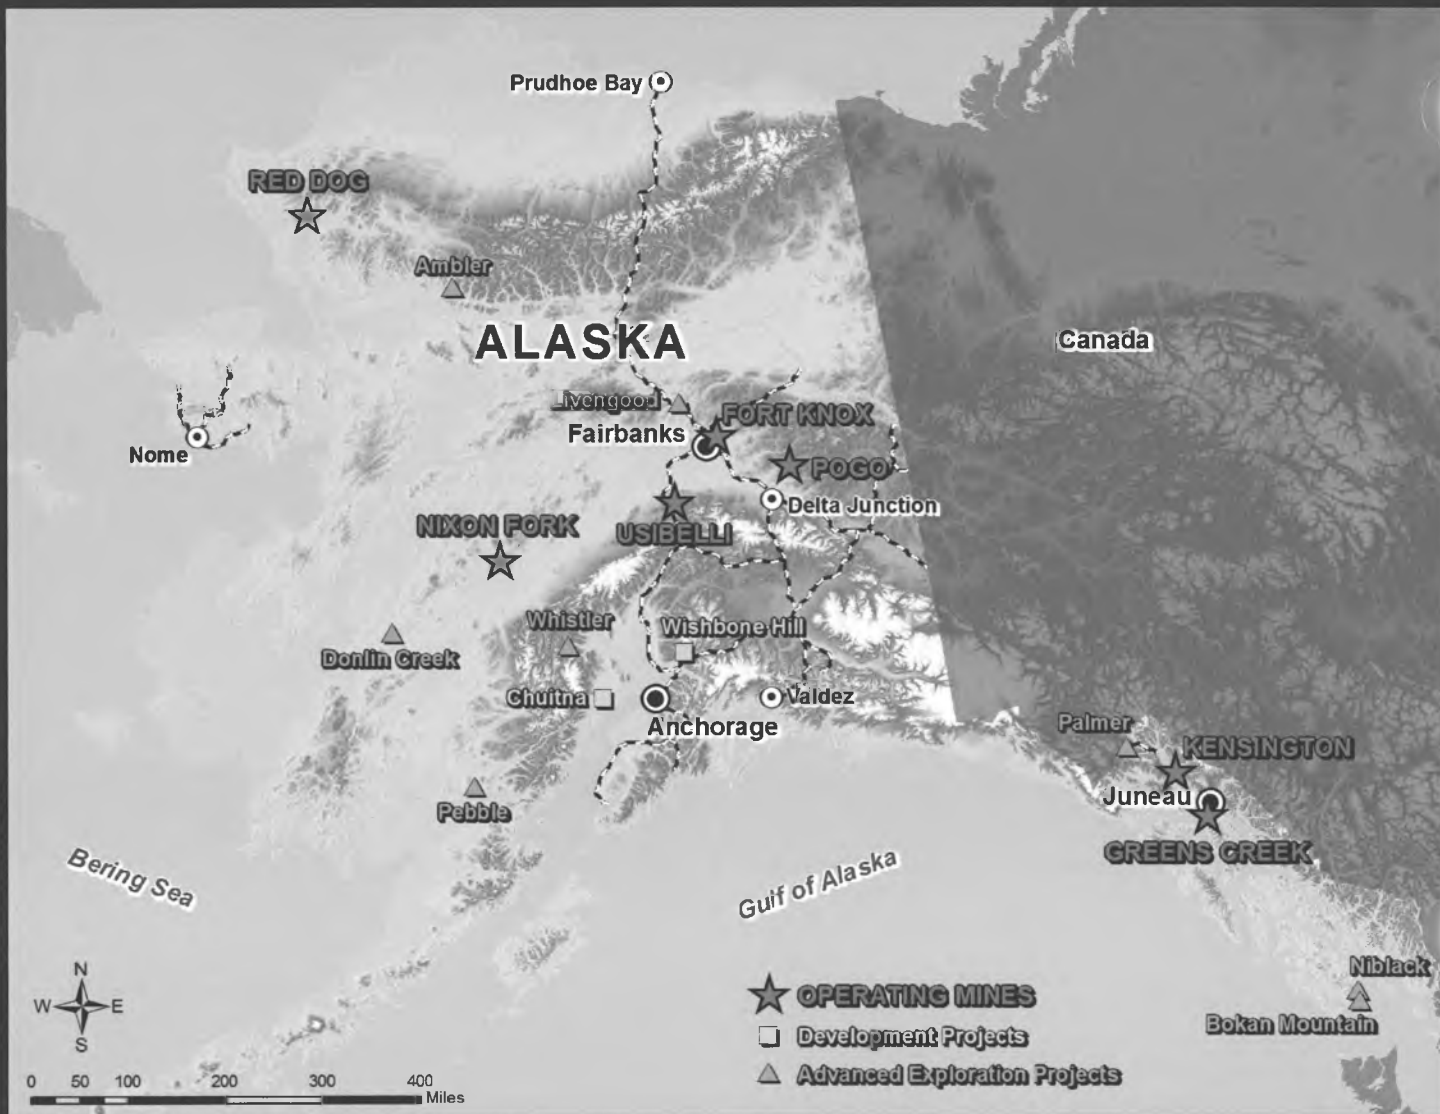 Prudhoe Bay
RED DOG
Ambler
ALASKA
Canada
Livengood
FORT KNOX
Fairbanks
Nome
POGO
Delta Junction
NIXON FORK
USIBELLI
Whistler
Wishbone Hill
Donlin Creek
Chuitna
Valdez
Anchorage
Palmer
KENSINGTON
Pebble
Juneau
GREENS CREEK
Bering Sea
Gulf of Alaska
Niblack
Bokan Mountain
N
W E
S
OPERATING MINES
Development Projects
Advanced Exploration Projects
0 50 100 200 300 400
Miles